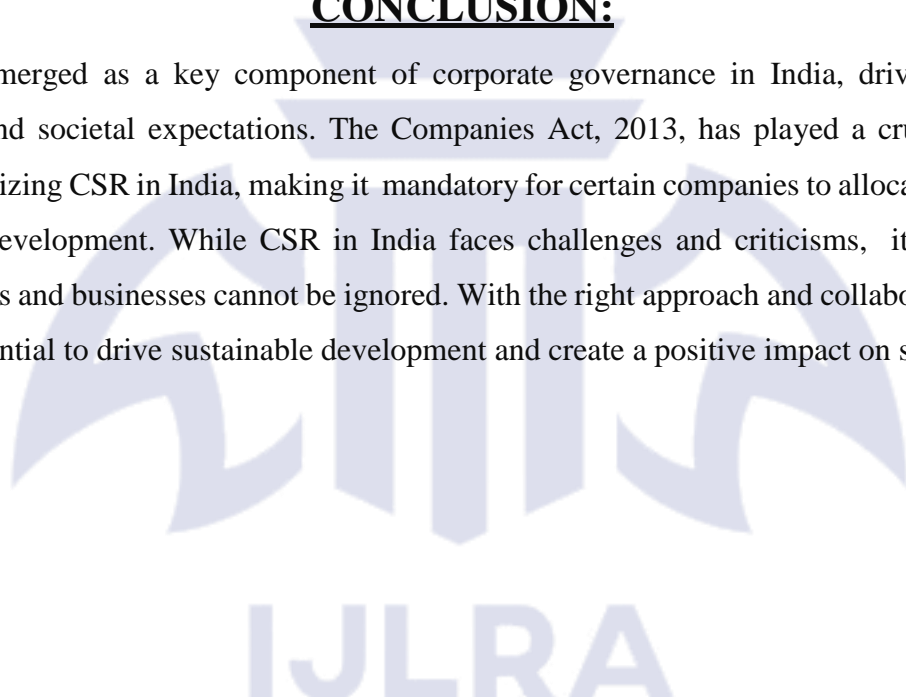 CONCLUSION:
merged as a key component of corporate governance in India, driv
nd societal expectations. The Companies Act, 2013, has played a cru
izing CSR in India, making it mandatory for certain companies to alloca
evelopment. While CSR in India faces challenges and criticisms, it
s and businesses cannot be ignored. With the right approach and collabo
ntial to drive sustainable development and create a positive impact on s
IJLRA